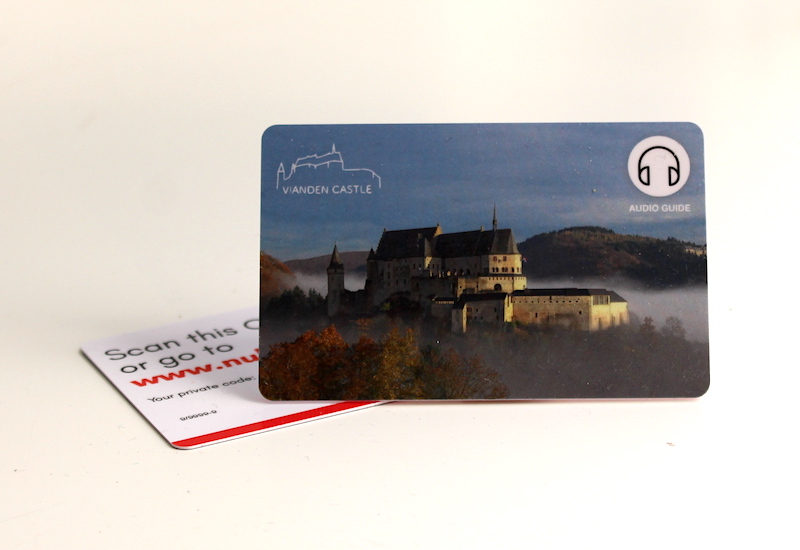 VIANDEN CASTLE
AUDIO GUIDE
Scan this
or go to
www.nu
Your private code: